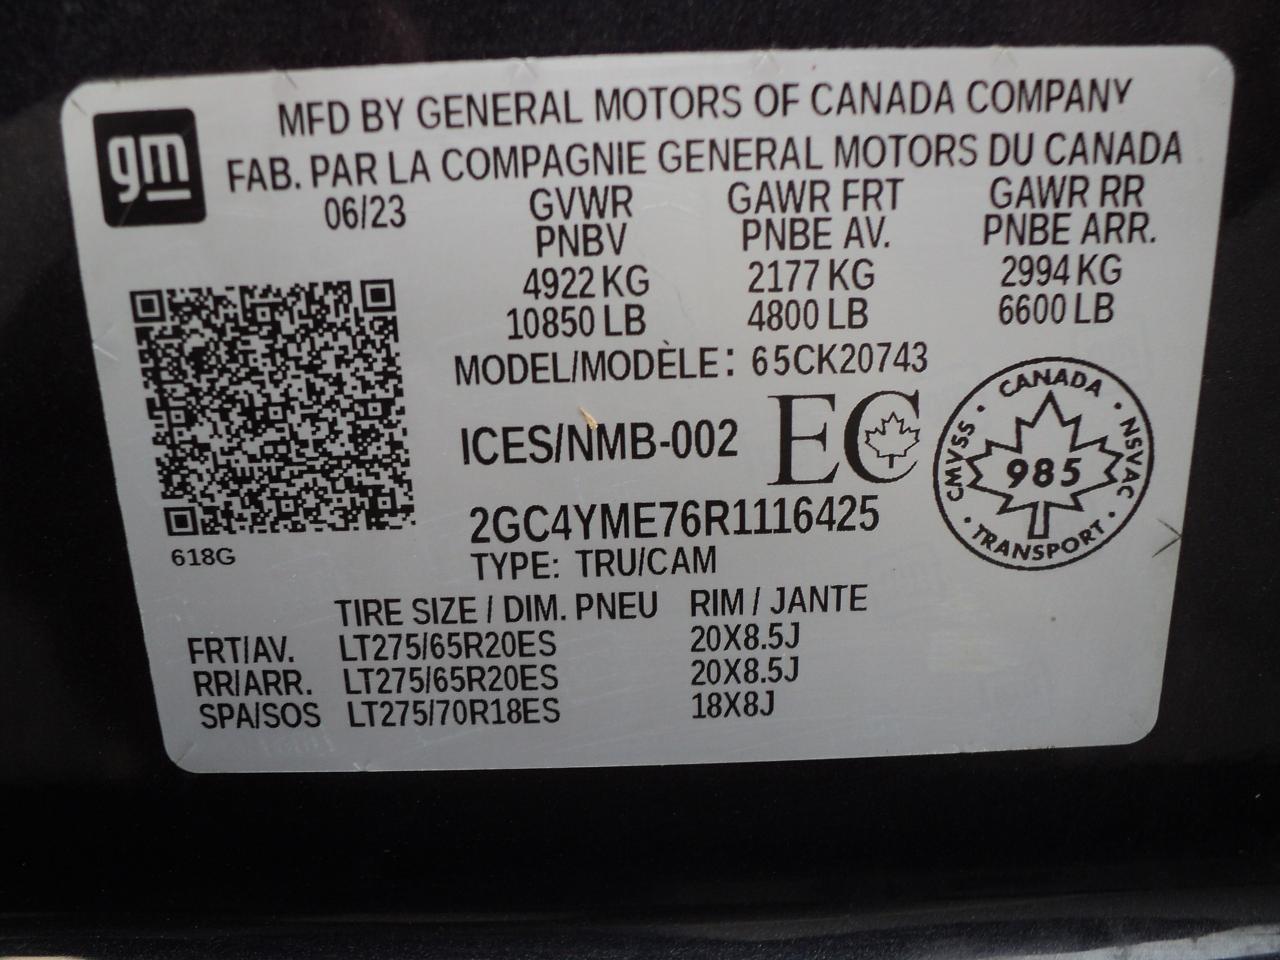 gm
MFD BY GENERAL MOTORS OF CANADA COMPANY
FAB. PAR LA COMPAGNIE GENERAL MOTORS DU CANADA
06/23 GVWR GAWR FRT GAWR RR
PNBV PNBE AV. PNBE ARR.
4922 KG 2177 KG 2994 KG
10850 LB 4800 LB 6600 LB
MODEL/MODÈLE: 65CK20743
ICES/NMB-002 EC
CANADA
CMVSS 985 NSVAC
TRANSPORT
2GC4YME76R1116425
618G TYPE: TRU/CAM
TIRE SIZE / DIM. PNEU RIM / JANTE
FRT/AV. LT275/65R20ES 20X8.5J
RR/ARR. LT275/65R20ES 20X8.5J
SPA/SOS LT275/70R18ES 18X8J